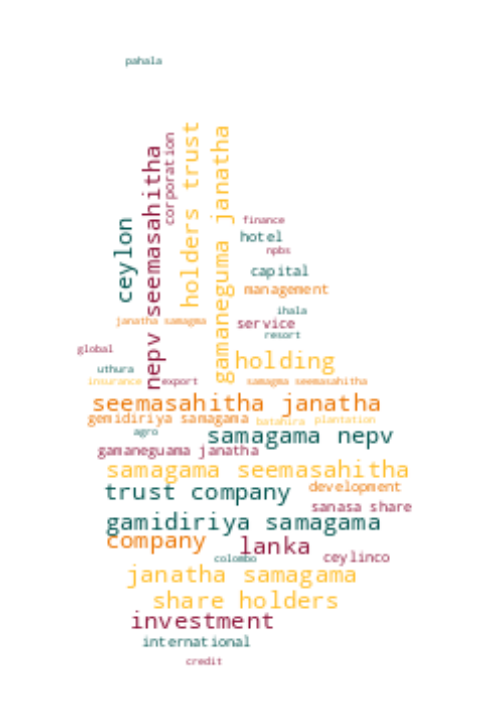 pahala
ceylon
nepv seemasahitha
corporation
holders trust
gamaneguma janatha
finance
hotel
npbs
capital
management
ihala
janatha samagma
service
resort
global
holding
uthura
insurance
export
samagma seemasahitha
seemasahitha janatha
gemidiriya samagama
batahira
plantation
agro
samagama nepv
gamaneguama janatha
samagama seemasahitha
trust company
development
sanasa share
gamidiriya samagama
company
lanka
colombo
ceylinco
janatha samagama
share holders
investment
international
credit